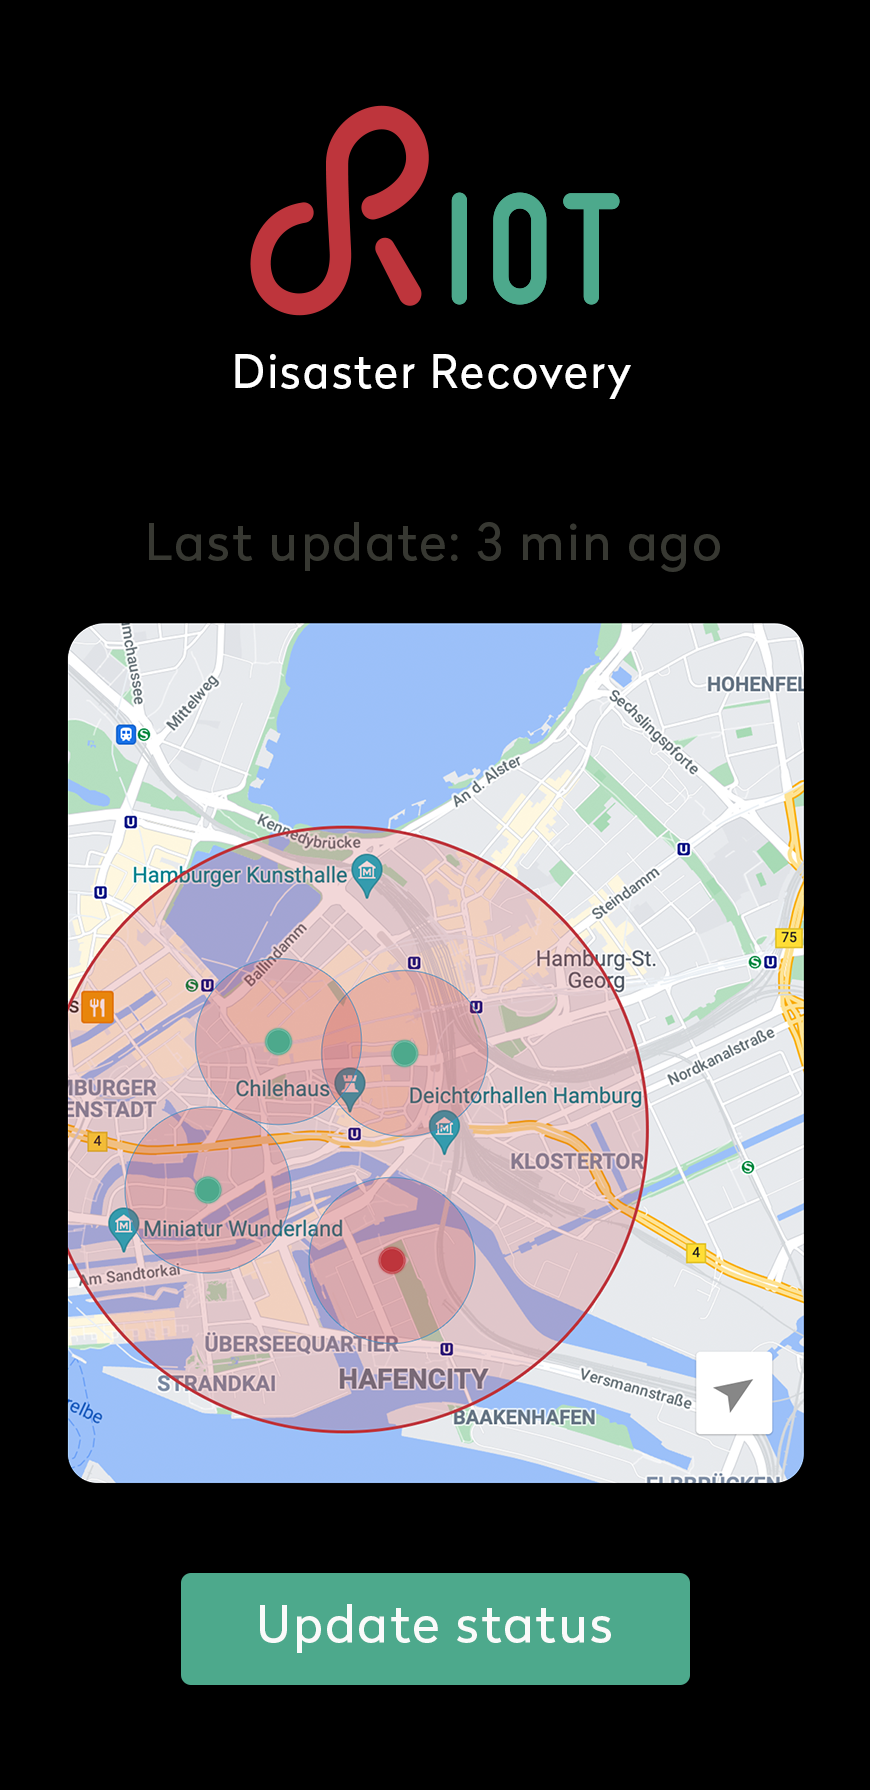 RIOT
Disaster Recovery
Last update: 3 min ago
mchaussee
Mittelweg
HOHENFEL
Sechslingspforte
S
An d. Alster
U
Kennedybrücke
U
Hamburger Kunsthalle
M
U
Steindamm
75
Ballindamm
Hamburg-St.
Georg
S U
U
S U
U
s
Nordkanalstraße
MBURGER
ENSTADT
Chilehaus
Deichtorhallen Hamburg
4
U
M
KLOSTERTOR
S
M
Miniatur Wunderland
4
Am Sandtorkai
ÜBERSEEQUARTIER
U
STRANDKAI
HAFENCITY
Versmannstraße
relbe
BAAKENHAFEN
ELBBRÜCKEN
Update status